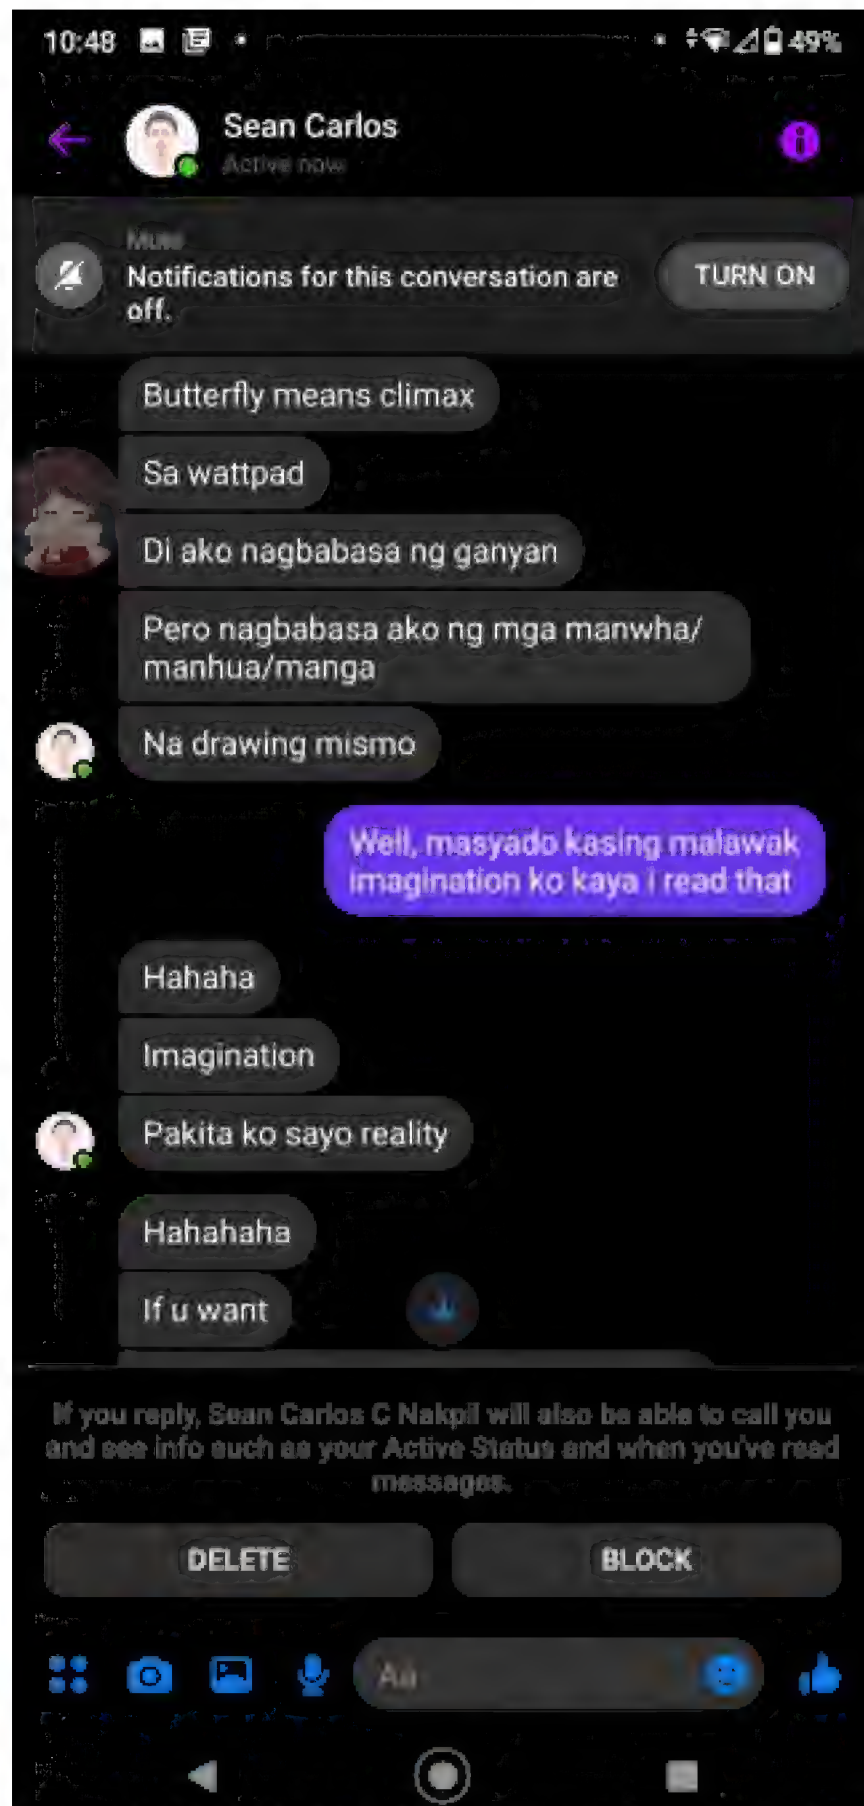 10:48
49%
Sean Carlos
Active now
Mute
Notifications for this conversation are
off.
TURN ON
Butterfly means climax
Sa wattpad
Di ako nagbabasa ng ganyan
Pero nagbabasa ako ng mga manwha/
manhua/manga
Na drawing mismo
Well, masyado kasing malawak
imagination ko kaya i read that
Hahaha
Imagination
Pakita ko sayo reality
Hahahaha
If u want
If you reply, Sean Carlos C Nakpil will also be able to call you
and see info such as your Active Status and when you've read
messages.
DELETE
BLOCK
Aa